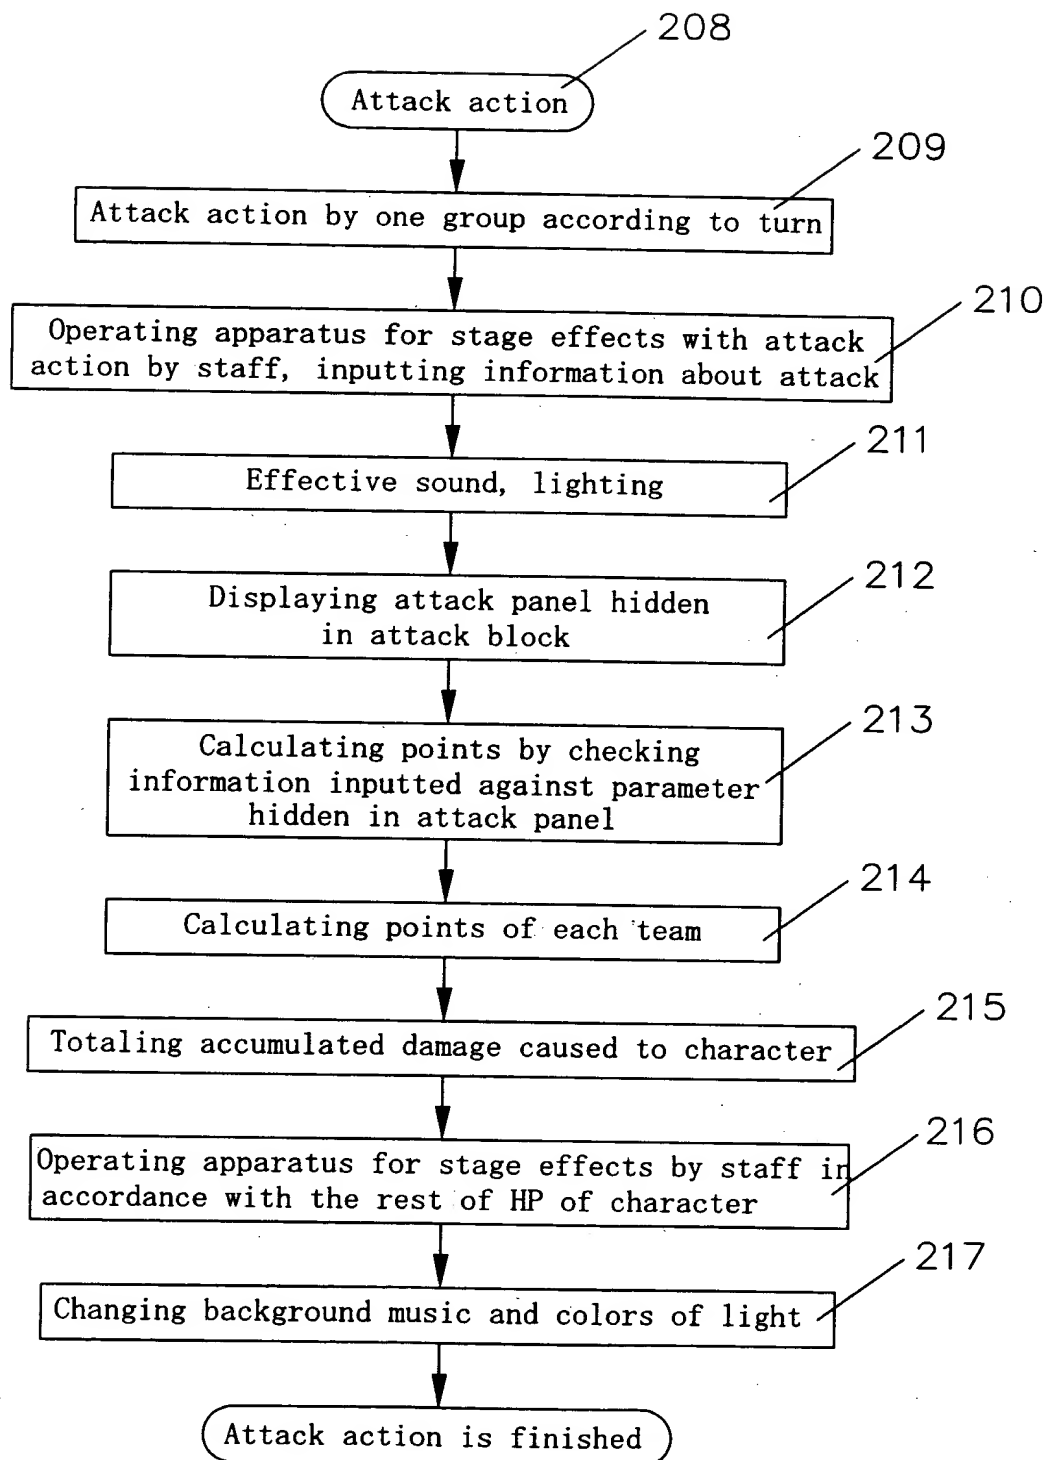 208
Attack action
209
Attack action by one group according to turn
210
Operating apparatus for stage effects with attack
action by staff, inputting information about attack
211
Effective sound, lighting
212
Displaying attack panel hidden
in attack block
213
Calculating points by checking
information inputted against parameter
hidden in attack panel
214
Calculating points of each team
215
Totaling accumulated damage caused to character
216
Operating apparatus for stage effects by staff in
accordance with the rest of HP of character
217
Changing background music and colors of light
Attack action is finished